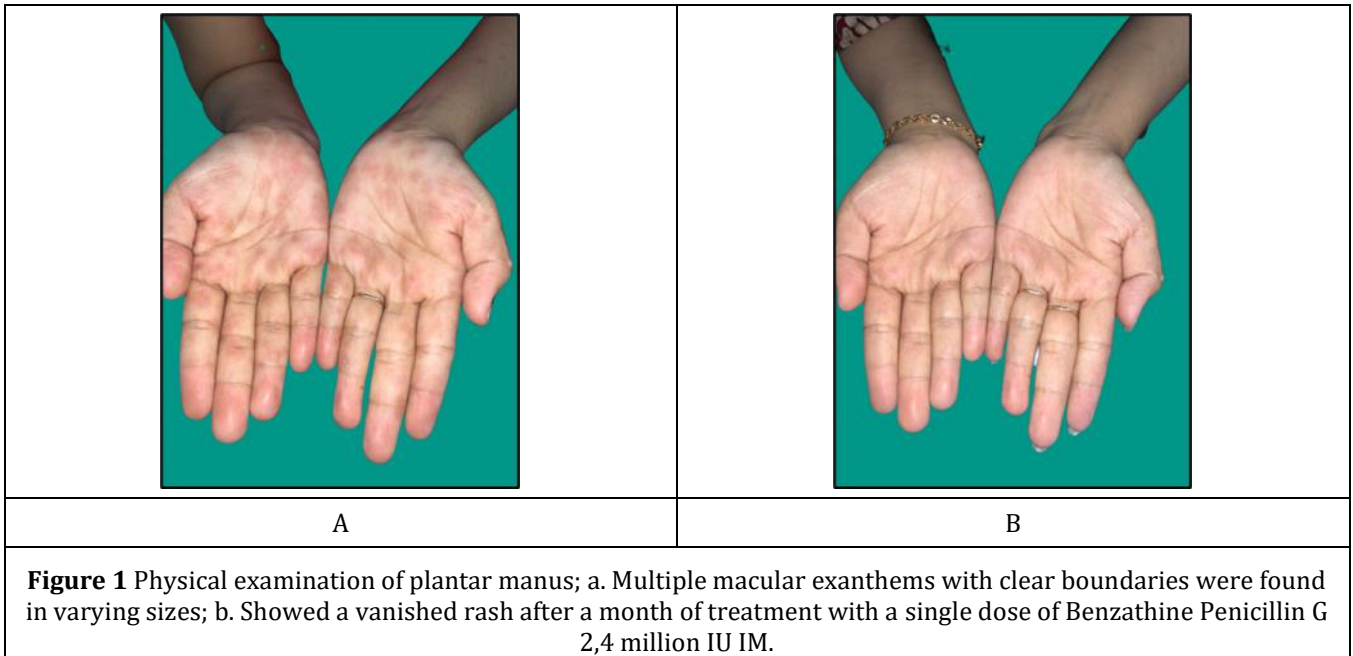 A
B
Figure 1 Physical examination of plantar manus; a. Multiple macular exanthems with clear boundaries were found
in varying sizes; b. Showed a vanished rash after a month of treatment with a single dose of Benzathine Penicillin G
2,4 million IU IM.